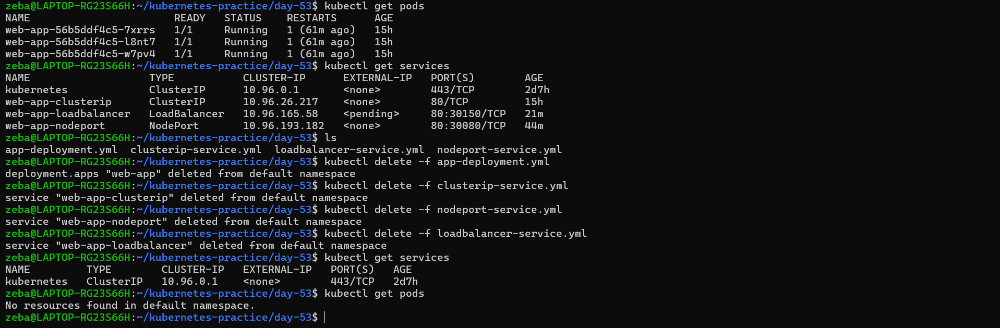 zeba@LAPTOP-RG23S66H:~/kubernetes-practice/day-53$ kubectl get pods
NAME                       READY   STATUS    RESTARTS      AGE
web-app-56b5ddf4c5-7xrrs   1/1     Running   1 (61m ago)   15h
web-app-56b5ddf4c5-l8nt7   1/1     Running   1 (61m ago)   15h
web-app-56b5ddf4c5-w7pv4   1/1     Running   1 (61m ago)   15h
zeba@LAPTOP-RG23S66H:~/kubernetes-practice/day-53$ kubectl get services
NAME                   TYPE           CLUSTER-IP      EXTERNAL-IP   PORT(S)        AGE
kubernetes             ClusterIP      10.96.0.1       <none>        443/TCP        2d7h
web-app-clusterip      ClusterIP      10.96.26.217    <none>        80/TCP         15h
web-app-loadbalancer   LoadBalancer   10.96.165.58    <pending>     80:30150/TCP   21m
web-app-nodeport       NodePort       10.96.193.182   <none>        80:30080/TCP   44m
zeba@LAPTOP-RG23S66H:~/kubernetes-practice/day-53$ ls
app-deployment.yml  clusterip-service.yml  loadbalancer-service.yml  nodeport-service.yml
zeba@LAPTOP-RG23S66H:~/kubernetes-practice/day-53$ kubectl delete -f app-deployment.yml
deployment.apps "web-app" deleted from default namespace
zeba@LAPTOP-RG23S66H:~/kubernetes-practice/day-53$ kubectl delete -f clusterip-service.yml
service "web-app-clusterip" deleted from default namespace
zeba@LAPTOP-RG23S66H:~/kubernetes-practice/day-53$ kubectl delete -f nodeport-service.yml
service "web-app-nodeport" deleted from default namespace
zeba@LAPTOP-RG23S66H:~/kubernetes-practice/day-53$ kubectl delete -f loadbalancer-service.yml
service "web-app-loadbalancer" deleted from default namespace
zeba@LAPTOP-RG23S66H:~/kubernetes-practice/day-53$ kubectl get services
NAME         TYPE        CLUSTER-IP   EXTERNAL-IP   PORT(S)   AGE
kubernetes   ClusterIP   10.96.0.1    <none>        443/TCP   2d7h
zeba@LAPTOP-RG23S66H:~/kubernetes-practice/day-53$ kubectl get pods
No resources found in default namespace.
zeba@LAPTOP-RG23S66H:~/kubernetes-practice/day-53$